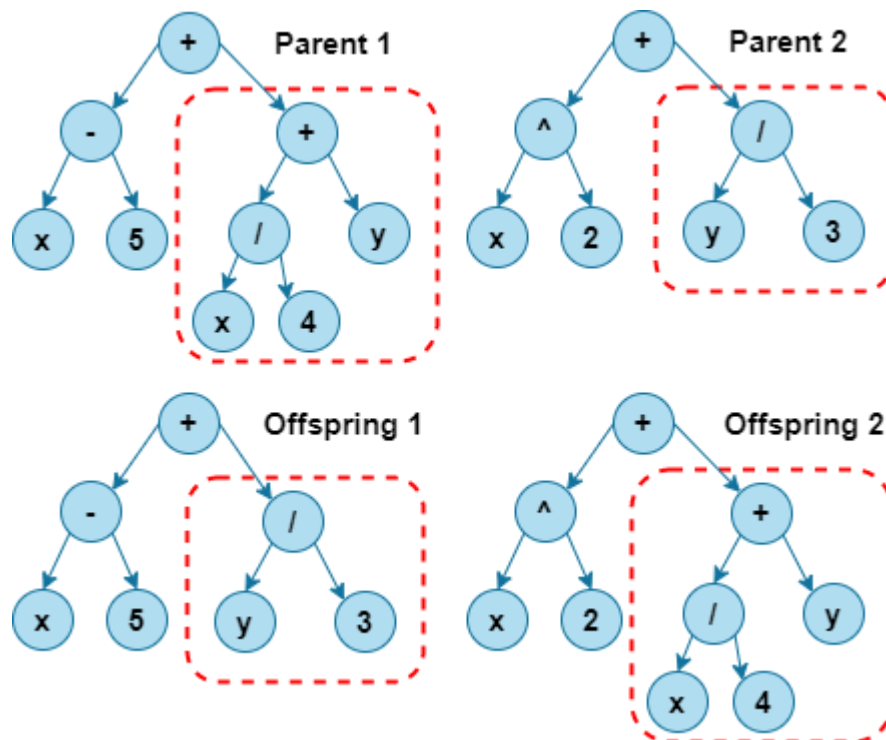 + Parent 1
- +
x 5 / y
x 4
+ Parent 2
^ /
x 2 y 3
+ Offspring 1
- /
x 5 y 3
+ Offspring 2
^ +
x 2 / y
x 4